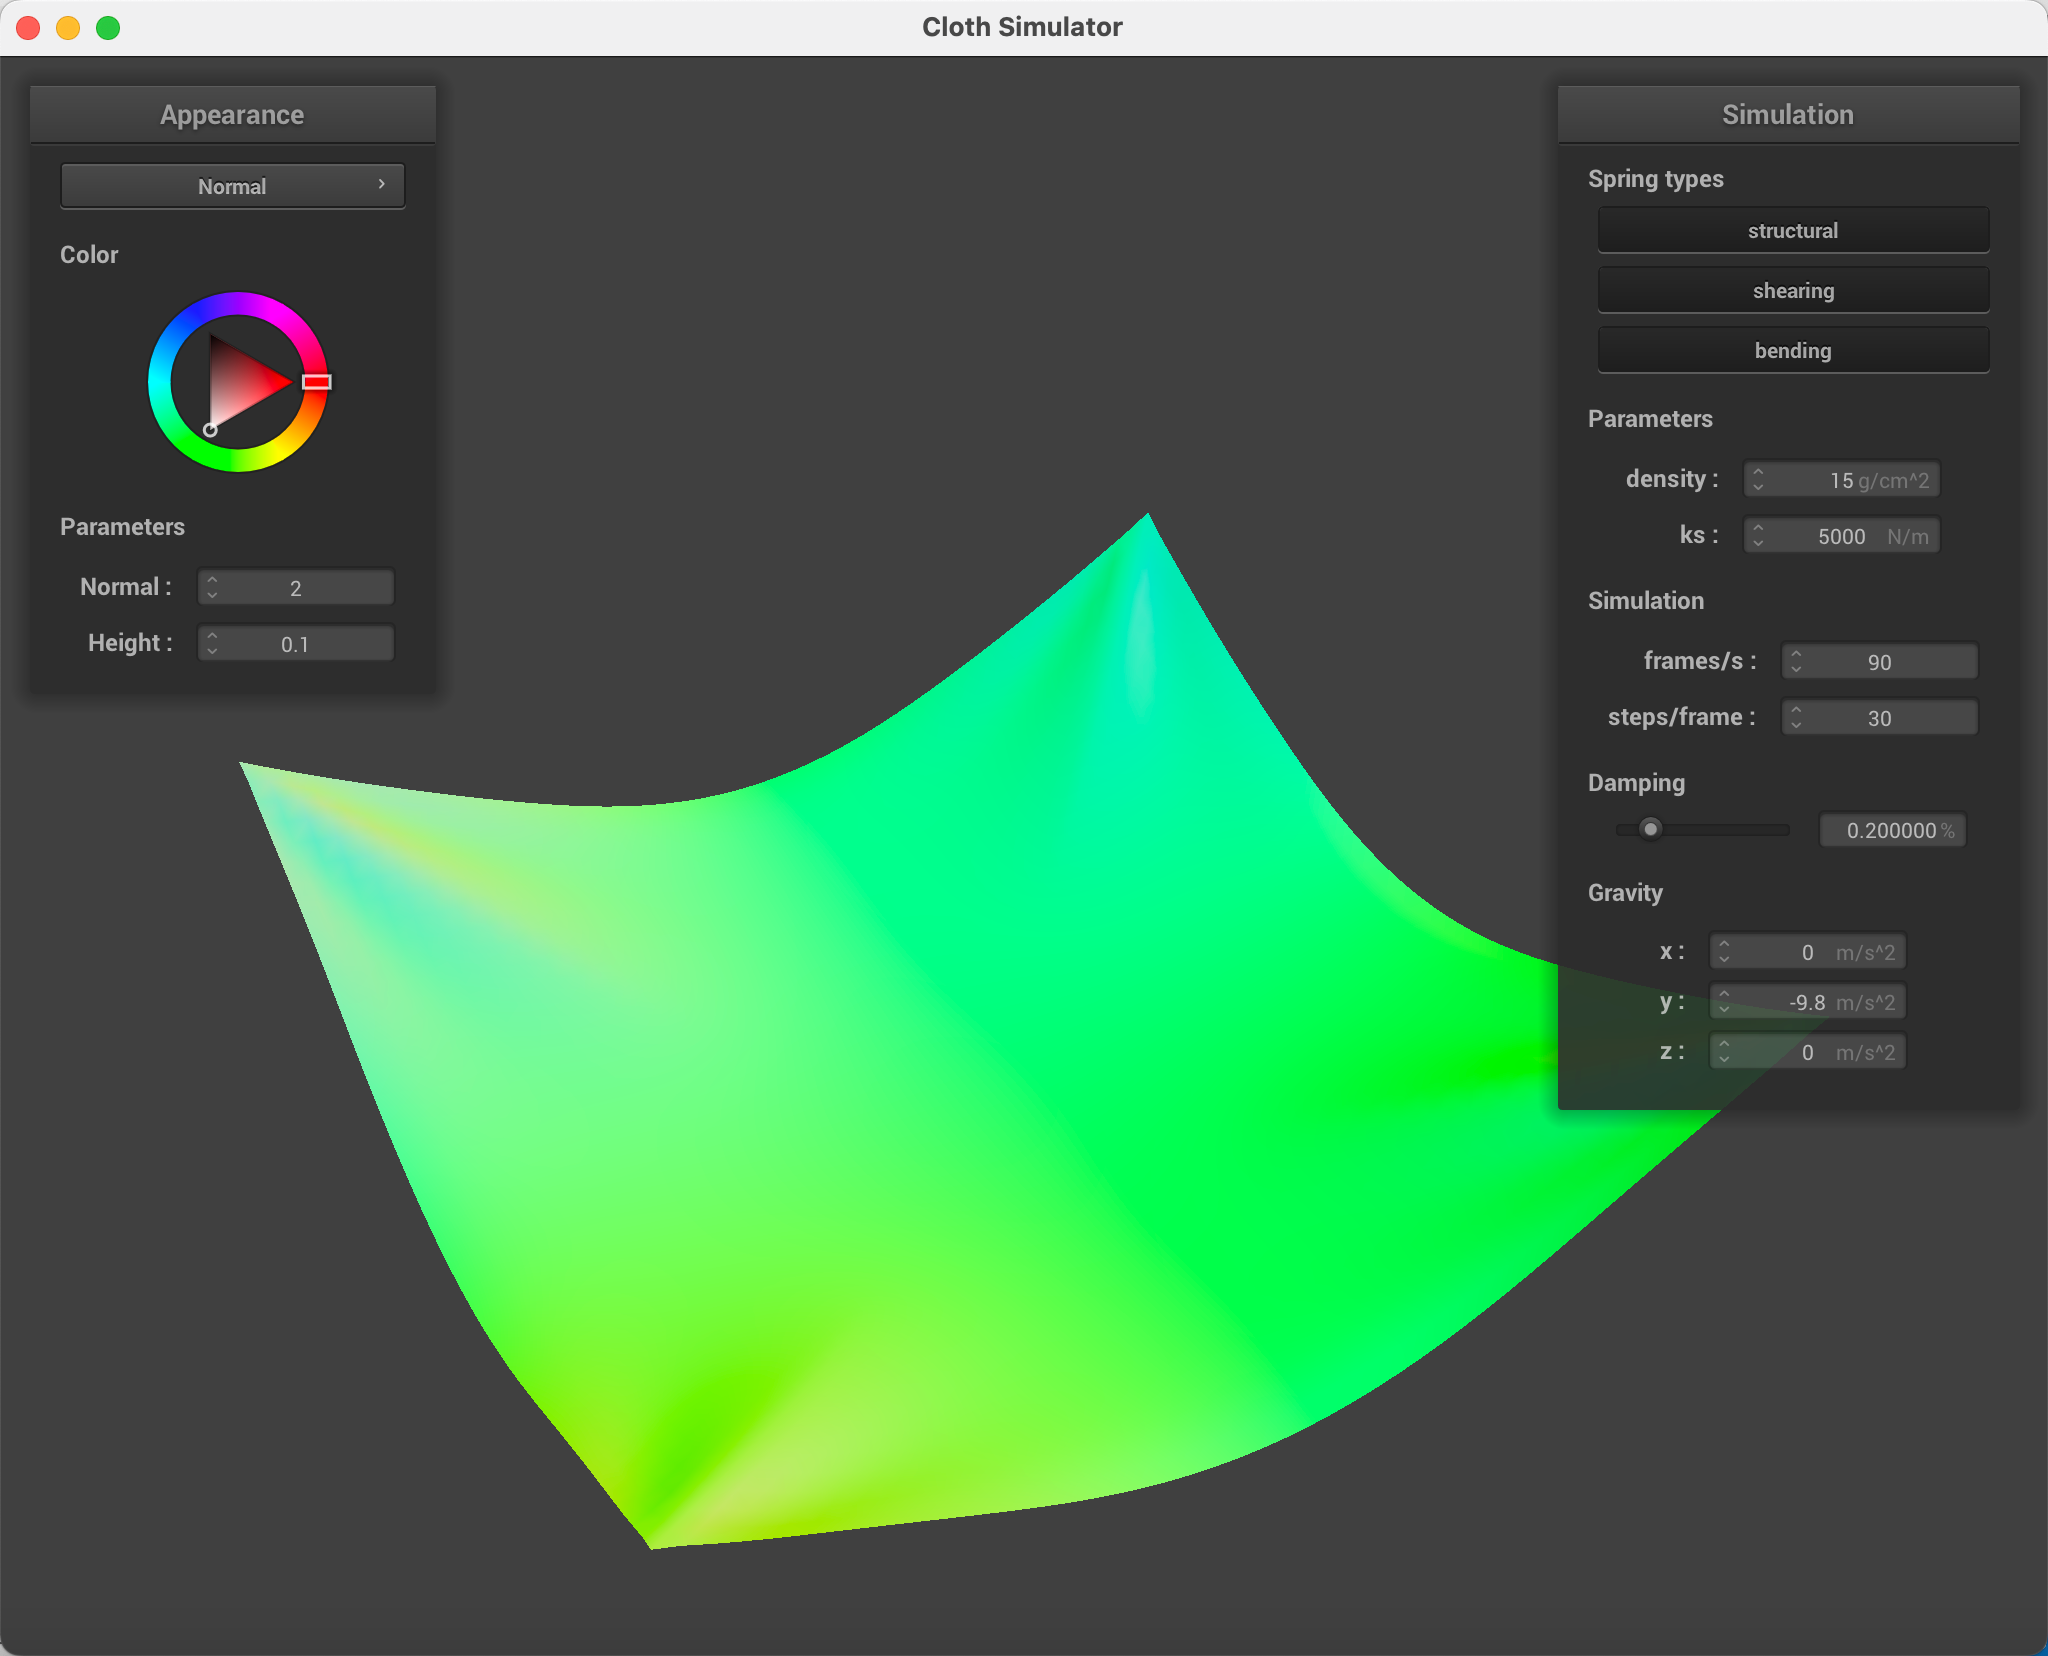 Cloth Simulator
Appearance
Normal
Color
Parameters
Normal : 2
Height : 0.1
Simulation
Spring types
structural
shearing
bending
Parameters
density : 15 g/cm^2
ks : 5000 N/m
Simulation
frames/s : 90
steps/frame : 30
Damping
0.200000 %
Gravity
x : 0 m/s^2
y : -9.8 m/s^2
z : 0 m/s^2